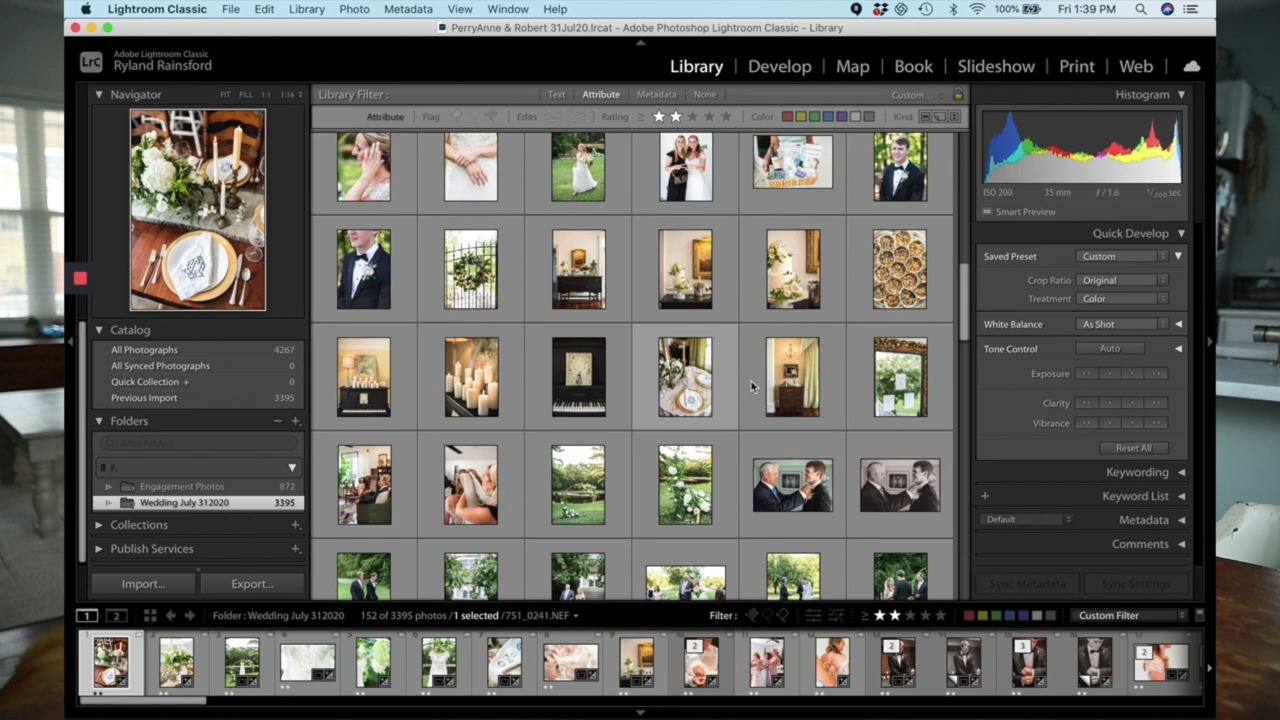 Lightroom Classic File Edit Library Photo Metadata View Window Help 100% Fri 1:39 PM
PerryAnne & Robert 31Jul20.lrcat - Adobe Photoshop Lightroom Classic - Library
LrC Adobe Lightroom Classic
Ryland Rainsford
Library | Develop | Map | Book | Slideshow | Print | Web |
Navigator FIT FILL 1:1 1:16
Library Filter : Text Attribute Metadata None Custom...
Histogram
Attribute Flag Edits Rating ≥ ★ ★ ★ ★ ★ Color Kind
ISO 200 35 mm ƒ / 1.6 1/200 sec
Smart Preview
Quick Develop
Saved Preset Custom
Crop Ratio Original
Treatment Color
White Balance As Shot
Tone Control Auto
Exposure
Clarity
Vibrance
Reset All
Keywording
Keyword List
Default Metadata
Comments
Sync Metadata Sync Settings
Catalog
All Photographs 4267
All Synced Photographs 0
Quick Collection + 0
Previous Import 3395
Folders
Filter Folders
F:
Engagement Photos 872
Wedding July 312020 3395
Collections
Publish Services
Import... Export...
1 2 Folder : Wedding July 312020 152 of 3395 photos / 1 selected / 751_0241.NEF Filter : ≥ ★ ★ ★ ★ ★ Custom Filter
2 2 3 2